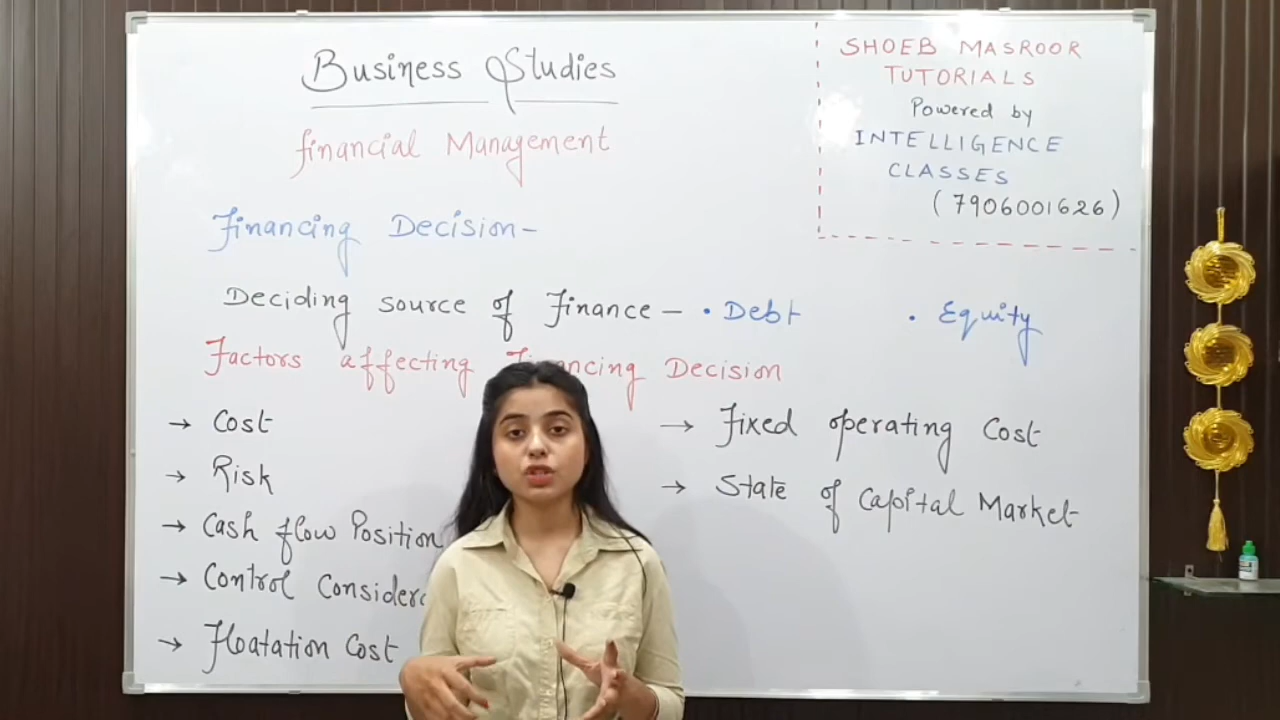 Business Studies
financial Management
SHOEB MASROOR
TUTORIALS
Powered by
INTELLIGENCE
CLASSES
(7906001626)
Financing Decision-
Deciding source of Finance - • Debt • Equity
Factors affecting Financing Decision
→ Cost
→ Risk
→ Cash flow Position
→ Control
→ Floatation Cost
→ Fixed operating Cost
→ State of Capital Market